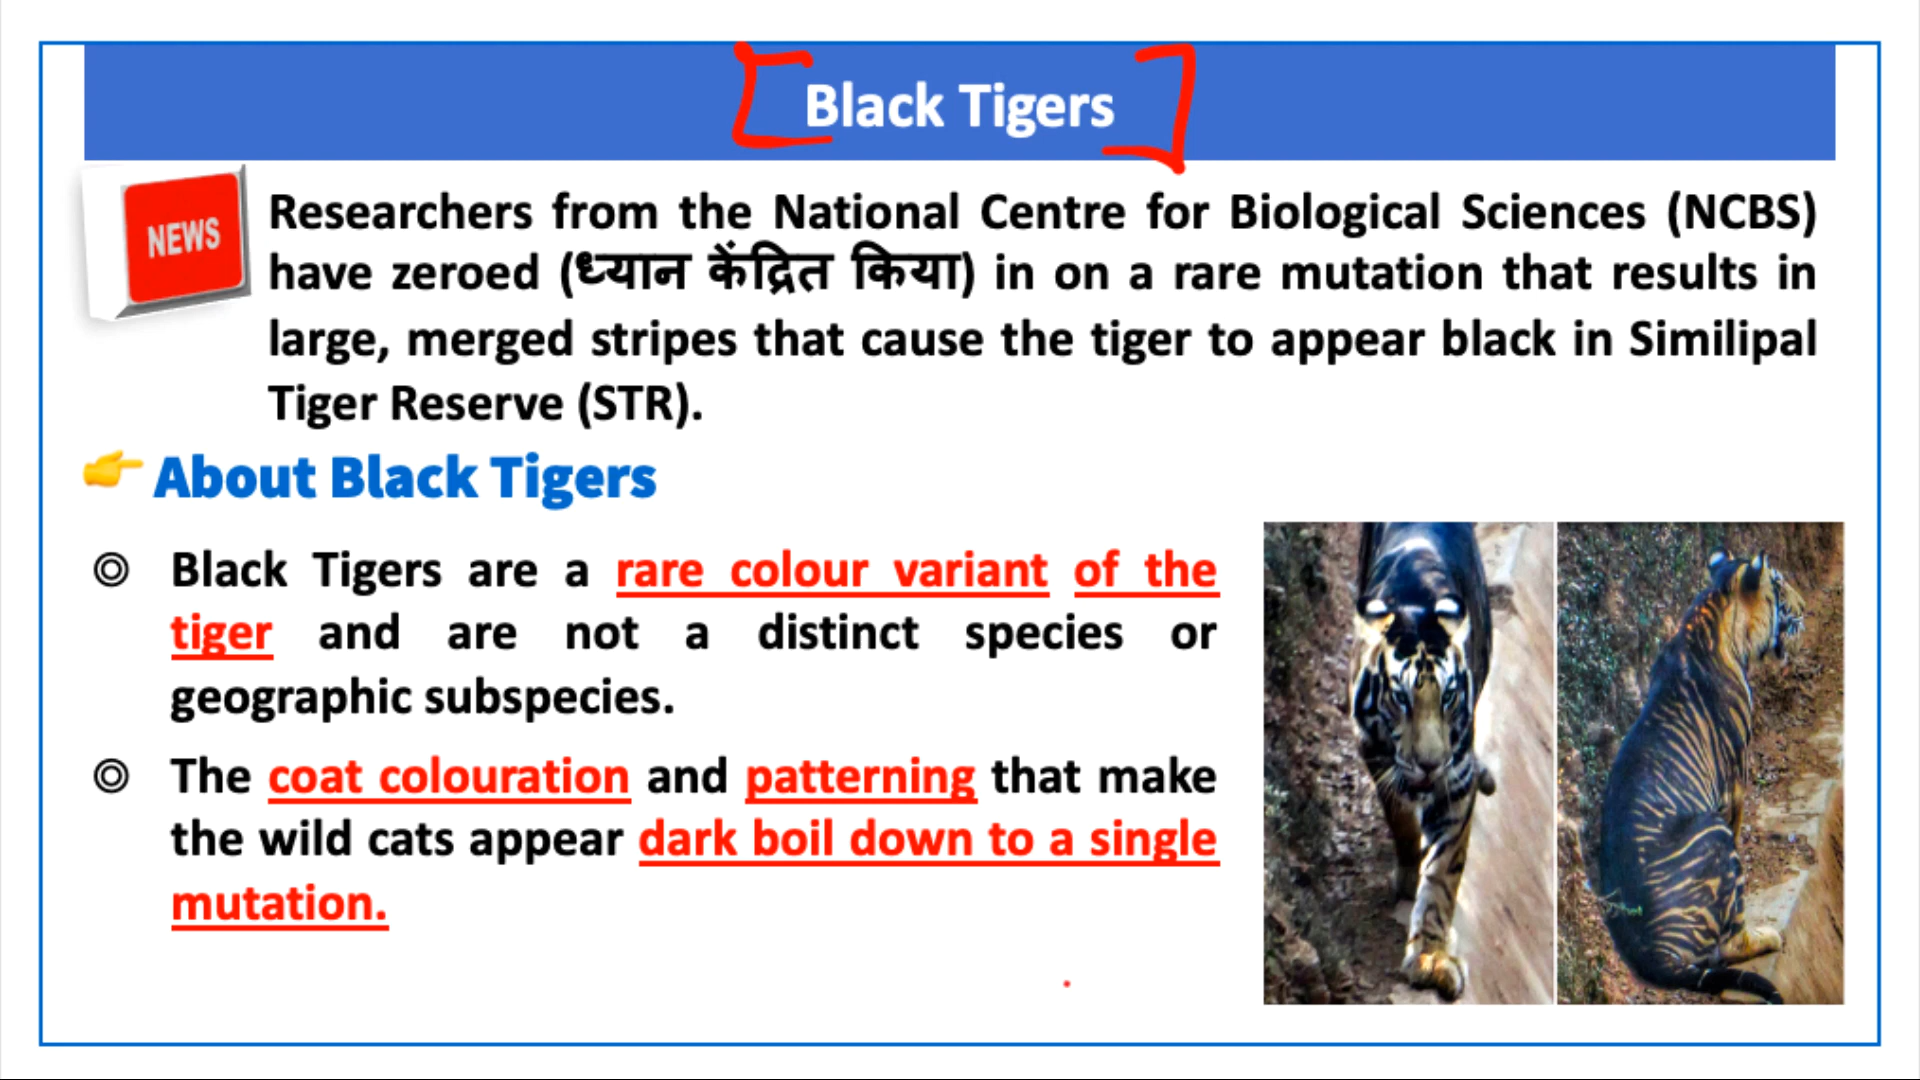 Black Tigers
NEWS
Researchers from the National Centre for Biological Sciences (NCBS)
have zeroed (ध्यान केंद्रित किया) in on a rare mutation that results in
large, merged stripes that cause the tiger to appear black in Similipal
Tiger Reserve (STR).
About Black Tigers
Black Tigers are a rare colour variant of the
tiger and are not a distinct species or
geographic subspecies.
The coat colouration and patterning that make
the wild cats appear dark boil down to a single
mutation.